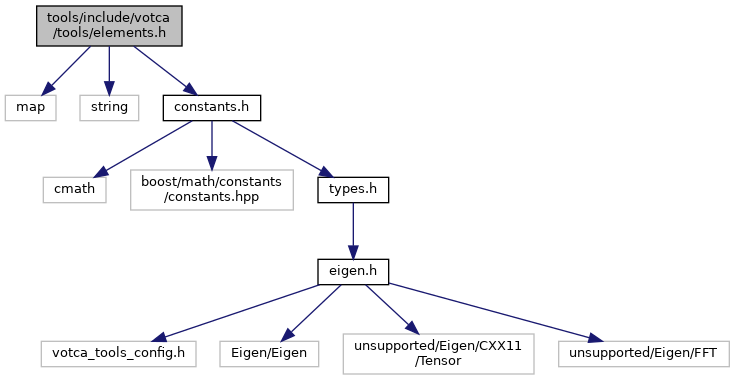 tools/include/votca
/tools/elements.h
map
string
constants.h
cmath
boost/math/constants
/constants.hpp
types.h
eigen.h
votca_tools_config.h
Eigen/Eigen
unsupported/Eigen/CXX11
/Tensor
unsupported/Eigen/FFT